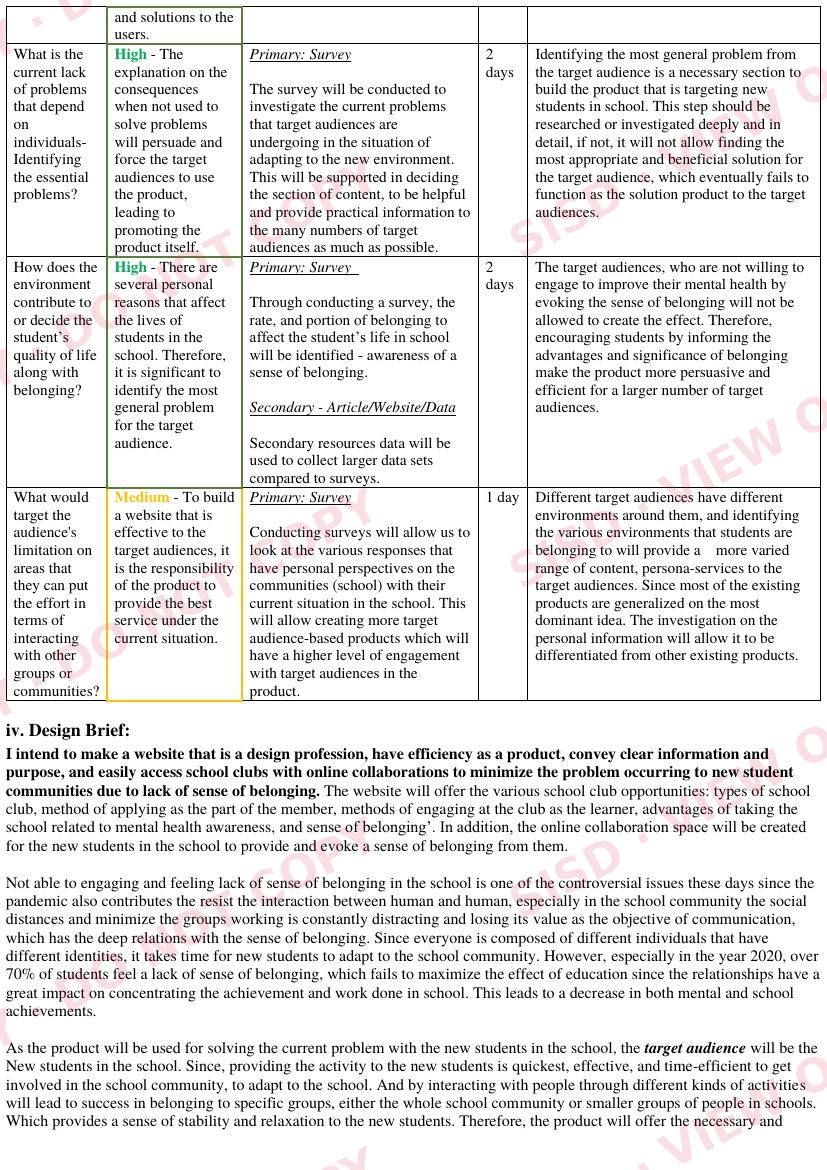 and solutions to the
users.
What is the
current lack
of problems
that depend
on
individuals-
Identifying
the essential
problems?
High - The
explanation on the
consequences
when not used to
solve problems
will persuade and
force the target
audiences to use
the product,
leading to
promoting the
product itself.
Primary: Survey
The survey will be conducted to
investigate the current problems
that target audiences are
undergoing in the situation of
adapting to the new environment.
This will be supported in deciding
the section of content, to be helpful
and provide practical information to
the many numbers of target
audiences as much as possible.
2
days
Identifying the most general problem from
the target audience is a necessary section to
build the product that is targeting new
students in school. This step should be
researched or investigated deeply and in
detail, if not, it will not allow finding the
most appropriate and beneficial solution for
the target audience, which eventually fails to
function as the solution product to the target
audiences.
How does the
environment
contribute to
or decide the
student's
quality of life
along with
belonging?
High - There are
several personal
reasons that affect
the lives of
students in the
school. Therefore,
it is significant to
identify the most
general problem
for the target
audience.
Primary: Survey
Through conducting a survey, the
rate, and portion of belonging to
affect the student's life in school
will be identified - awareness of a
sense of belonging.
Secondary - Article/Website/Data
Secondary resources data will be
used to collect larger data sets
compared to surveys.
2
days
The target audiences, who are not willing to
engage to improve their mental health by
evoking the sense of belonging will not be
allowed to create the effect. Therefore,
encouraging students by informing the
advantages and significance of belonging
make the product more persuasive and
efficient for a larger number of target
audiences.
What would
target the
audience's
limitation on
areas that
they can put
the effort in
terms of
interacting
with other
groups or
communities?
Medium - To build
a website that is
effective to the
target audiences, it
is the responsibility
of the product to
provide the best
service under the
current situation.
Primary: Survey
Conducting surveys will allow us to
look at the various responses that
have personal perspectives on the
communities (school) with their
current situation in the school. This
will allow creating more target
audience-based products which will
have a higher level of engagement
with target audiences in the
product.
1 day
Different target audiences have different
environments around them, and identifying
the various environments that students are
belonging to will provide a more varied
range of content, persona-services to the
target audiences. Since most of the existing
products are generalized on the most
dominant idea. The investigation on the
personal information will allow it to be
differentiated from other existing products.
iv. Design Brief:
I intend to make a website that is a design profession, have efficiency as a product, convey clear information and
purpose, and easily access school clubs with online collaborations to minimize the problem occurring to new student
communities due to lack of sense of belonging. The website will offer the various school club opportunities: types of school
club, method of applying as the part of the member, methods of engaging at the club as the learner, advantages of taking the
school related to mental health awareness, and sense of belonging'. In addition, the online collaboration space will be created
for the new students in the school to provide and evoke a sense of belonging from them.
Not able to engaging and feeling lack of sense of belonging in the school is one of the controversial issues these days since the
pandemic also contributes the resist the interaction between human and human, especially in the school community the social
distances and minimize the groups working is constantly distracting and losing its value as the objective of communication,
which has the deep relations with the sense of belonging. Since everyone is composed of different individuals that have
different identities, it takes time for new students to adapt to the school community. However, especially in the year 2020, over
70% of students feel a lack of sense of belonging, which fails to maximize the effect of education since the relationships have a
great impact on concentrating the achievement and work done in school. This leads to a decrease in both mental and school
achievements.
As the product will be used for solving the current problem with the new students in the school, the target audience will be the
New students in the school. Since, providing the activity to the new students is quickest, effective, and time-efficient to get
involved in the school community, to adapt to the school. And by interacting with people through different kinds of activities
will lead to success in belonging to specific groups, either the whole school community or smaller groups of people in schools.
Which provides a sense of stability and relaxation to the new students. Therefore, the product will offer the necessary and
SISD · VIEW O
Y · DO NOT COPY
SISD · VIEW O
Y · DO NOT COPY
SISD · VIEW O
Y · DO NOT COPY